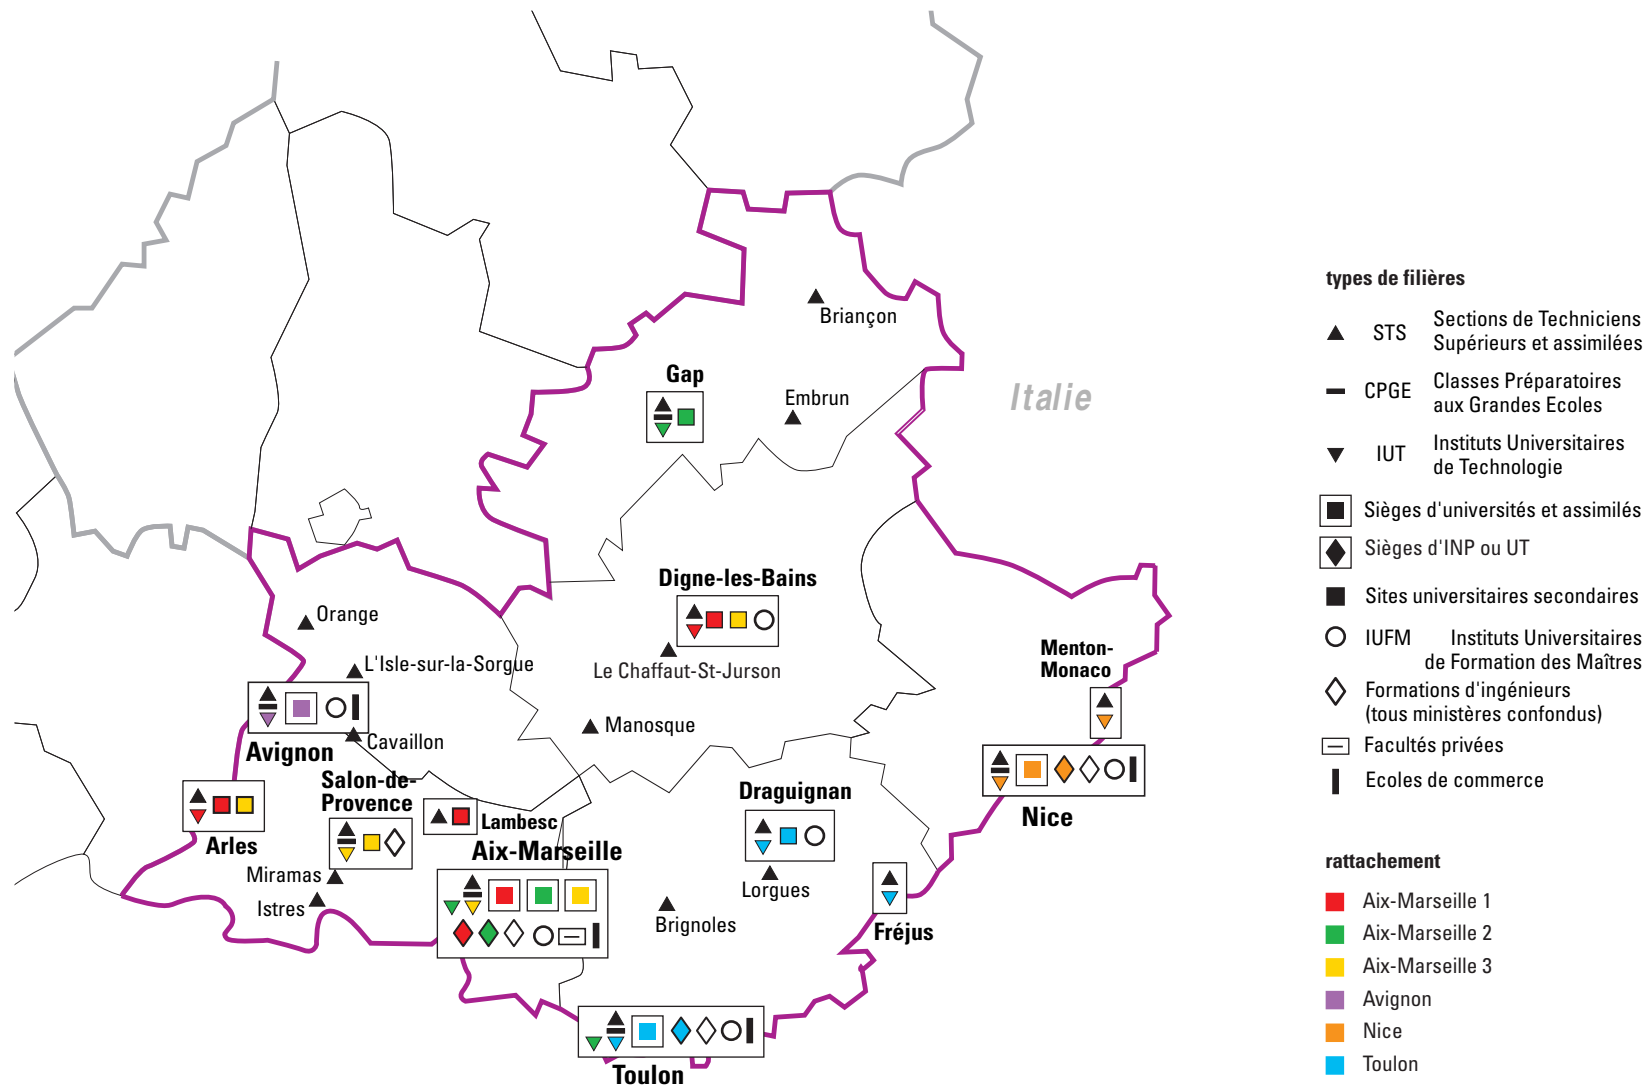 Briançon
Gap
Embrun
Italie
Digne-les-Bains
Orange
L'Isle-sur-la-Sorgue
Le Chaffaut-St-Jurson
Menton-
Monaco
Manosque
Avignon
Cavaillon
Salon-de-
Provence
Draguignan
Nice
Lambesc
Arles
Aix-Marseille
Miramas
Istres
Lorgues
Brignoles
Fréjus
Toulon
types de filières
STS Sections de Techniciens
Supérieurs et assimilées
CPGE Classes Préparatoires
aux Grandes Ecoles
IUT Instituts Universitaires
de Technologie
Sièges d'universités et assimilés
Sièges d'INP ou UT
Sites universitaires secondaires
IUFM Instituts Universitaires
de Formation des Maîtres
Formations d'ingénieurs
(tous ministères confondus)
Facultés privées
Ecoles de commerce
rattachement
Aix-Marseille 1
Aix-Marseille 2
Aix-Marseille 3
Avignon
Nice
Toulon